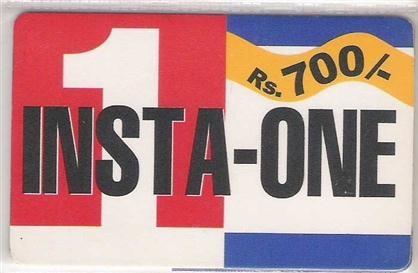 1
Rs. 700/-
INSTA-ONE